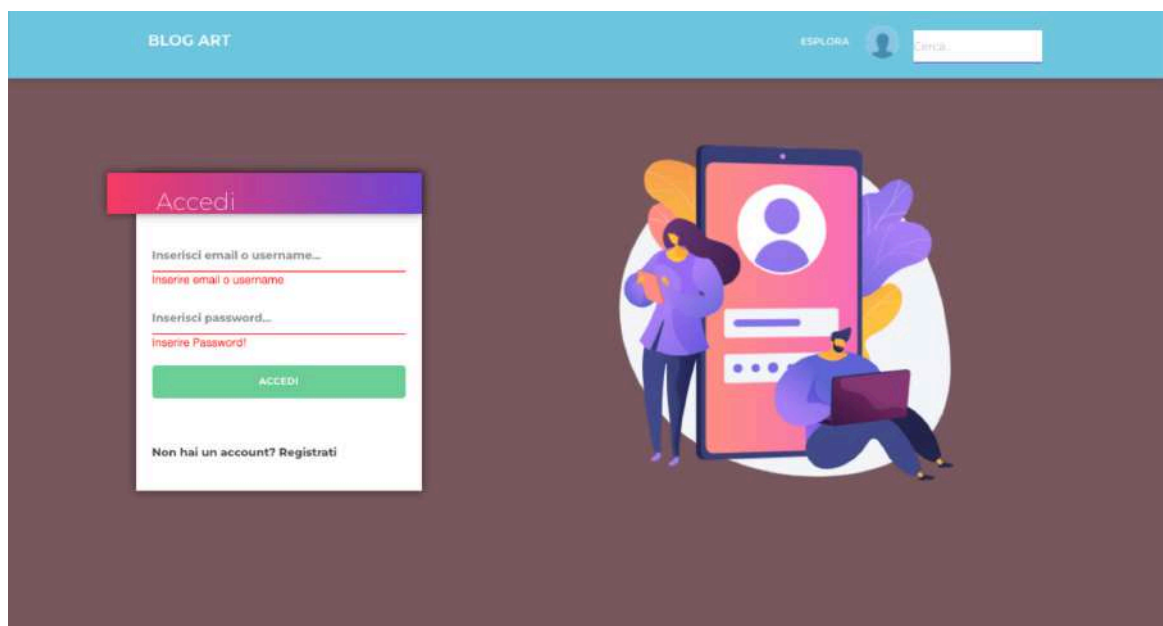 BLOG ART
ESPLORA
Cerca...
Accedi
Inserisci email o username...
Inserire email o username
Inserisci password...
Inserire Password!
ACCEDI
Non hai un account? Registrati